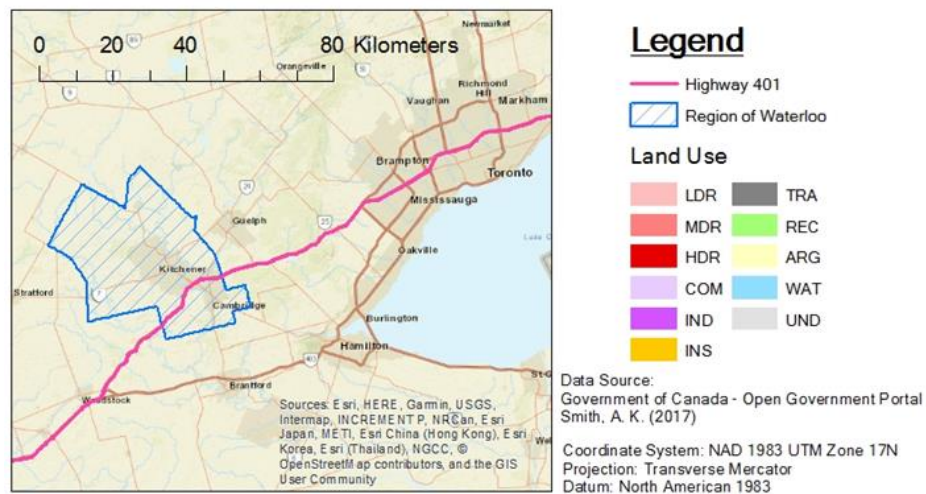 Newmarket
0 20 40 80 Kilometers
Orangeville
9
Richmond
Hill
Vaughan
Markham
Brampton
Toronto
Mississauga
Guelph
25
Oakville
Kitchener
Stratford
7
Cambridge
Burlington
Hamilton
403
Woodstock
Brantford
Sources: Esri, HERE, Garmin, USGS,
Intermap, INCREMENT P, NRCan, Esri
Japan, METI, Esri China (Hong Kong), Esri
Korea, Esri (Thailand), NGCC, ©
OpenStreetMap contributors, and the GIS
User Community
Legend
Highway 401
Region of Waterloo
Land Use
LDR TRA
MDR REC
HDR ARG
COM WAT
IND UND
INS
Data Source:
Government of Canada - Open Government Portal
Smith, A. K. (2017)
Coordinate System: NAD 1983 UTM Zone 17N
Projection: Transverse Mercator
Datum: North American 1983